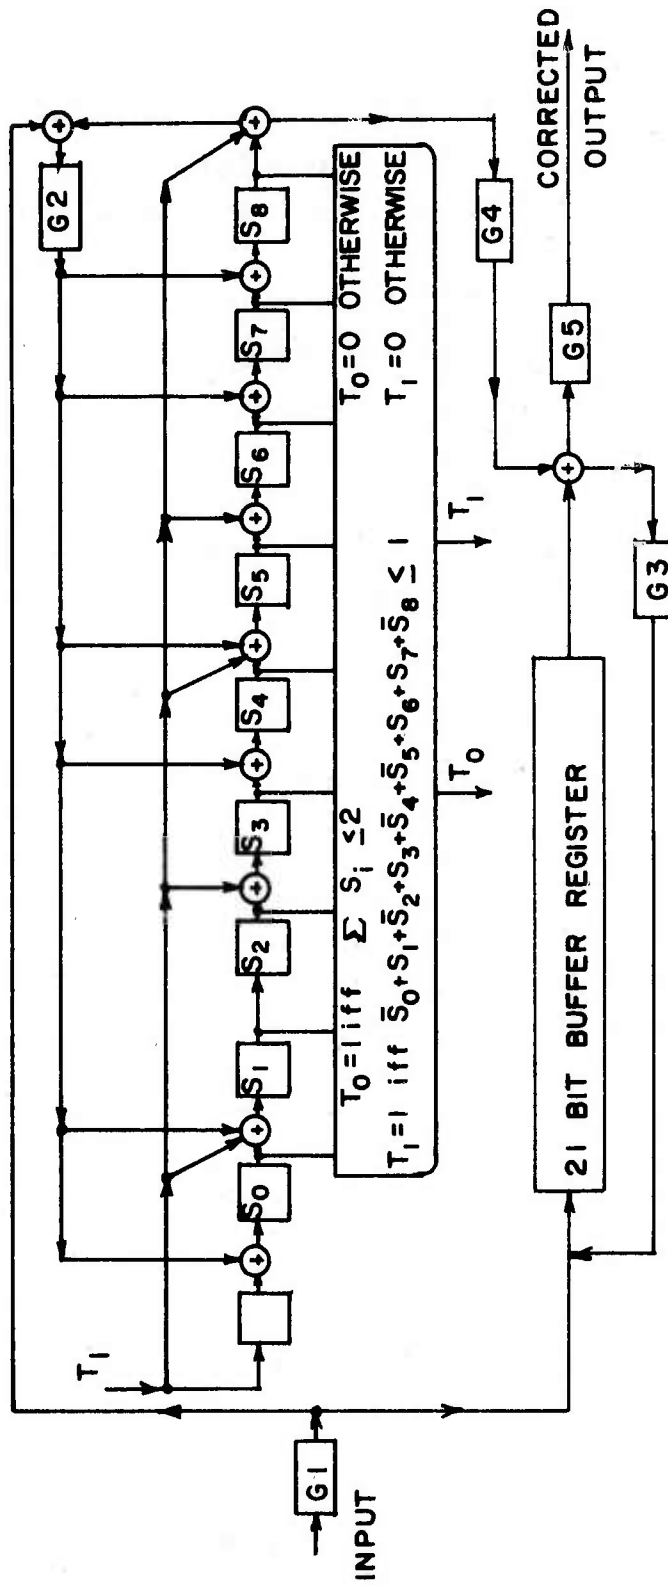 INPUT
G1
T₁
G2
S₀
S₁
S₂
S₃
S₄
S₅
S₆
S₇
S₈
T₀=1 iff Σ Sᵢ ≤2 T₀=0 OTHERWISE
T₁=1 iff S̄₀+S₁+S̄₂+S₃+S̄₄+S̄₅+S₆+S₇+S̄₈ ≤ 1 T₁=0 OTHERWISE
T₀
T₁
G4
21 BIT BUFFER REGISTER
G5
G3
CORRECTED
OUTPUT